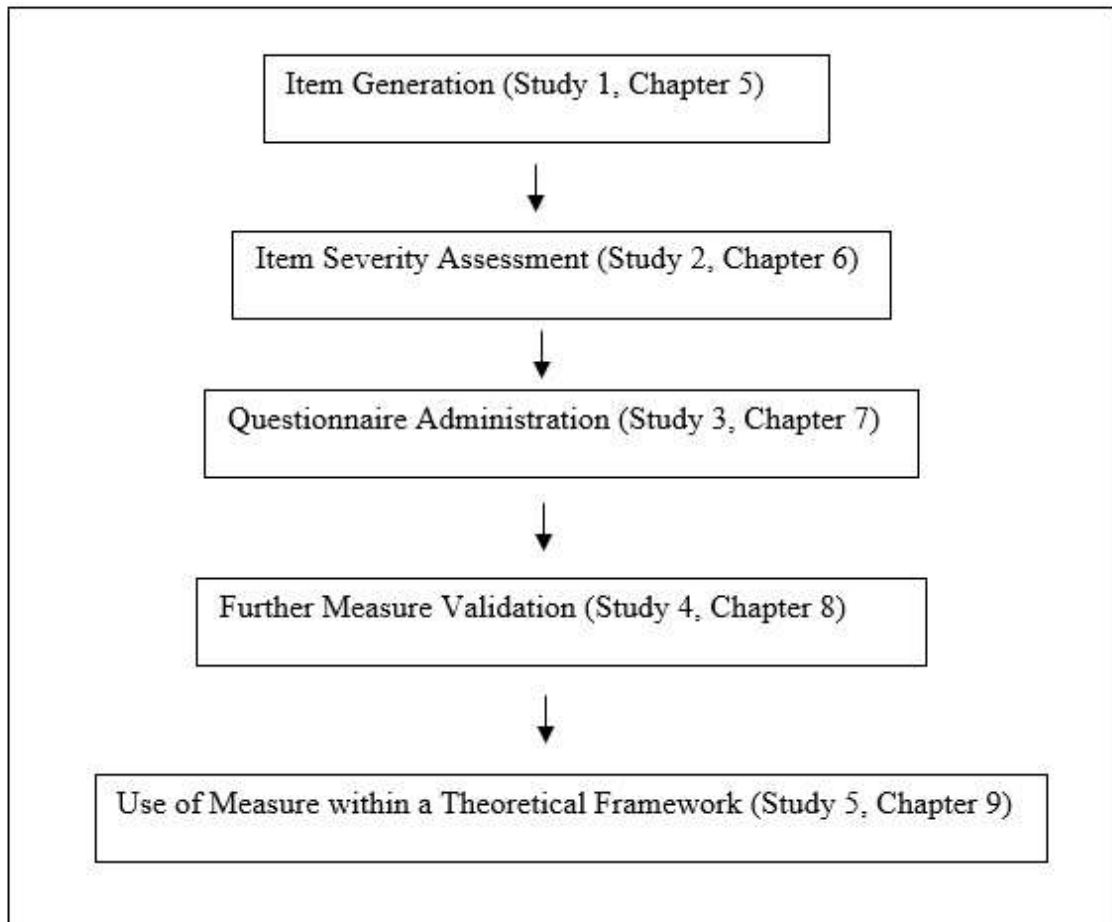 Item Generation (Study 1, Chapter 5)
Item Severity Assessment (Study 2, Chapter 6)
Questionnaire Administration (Study 3, Chapter 7)
Further Measure Validation (Study 4, Chapter 8)
Use of Measure within a Theoretical Framework (Study 5, Chapter 9)